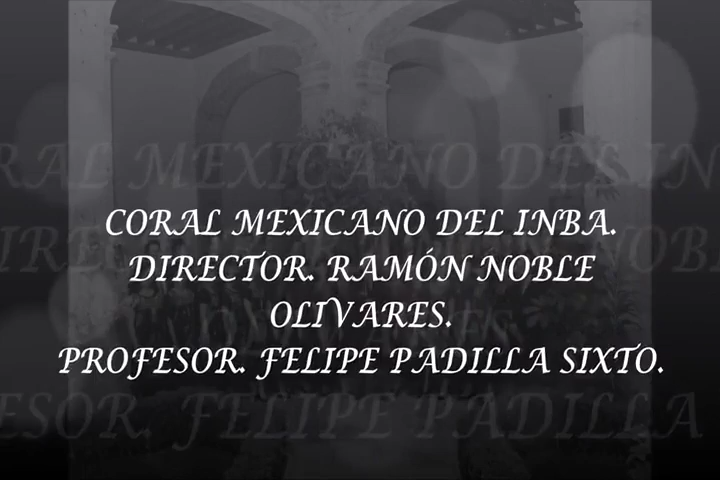 CORAL MEXICANO DEL INBA.
DIRECTOR. RAMÓN NOBLE
OLIVARES.
PROFESOR. FELIPE PADILLA SIXTO.